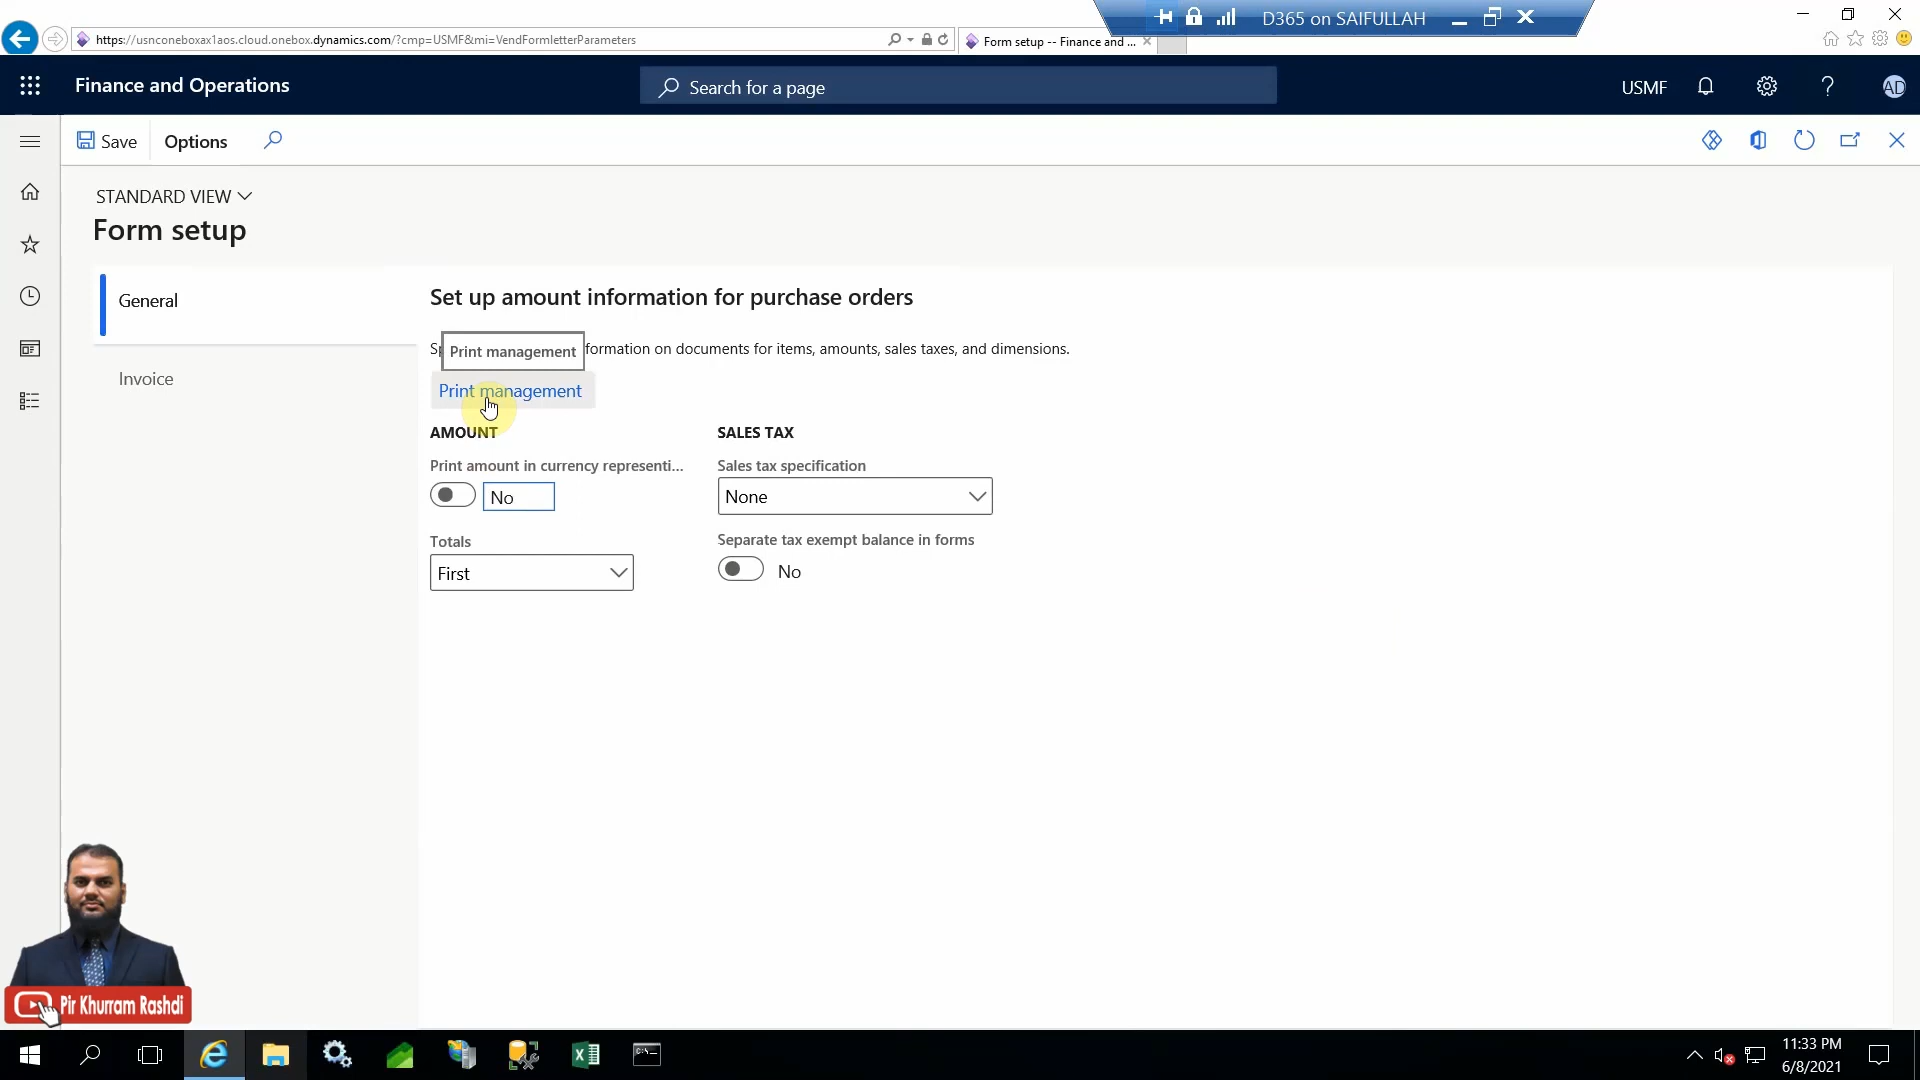 D365 on SAIFULLAH
https://usnconeboxax1aos.cloud.onebox.dynamics.com/?cmp=USMF&mi=VendFormletterParameters
Form setup -- Finance and ...
Finance and Operations
Search for a page
USMF
AD
Save
Options
STANDARD VIEW
Form setup
General
Invoice
Set up amount information for purchase orders
Print management
formation on documents for items, amounts, sales taxes, and dimensions.
Print management
AMOUNT
Print amount in currency representi...
No
Totals
First
SALES TAX
Sales tax specification
None
Separate tax exempt balance in forms
No
Pir Khurram Rashdi
11:33 PM
6/8/2021